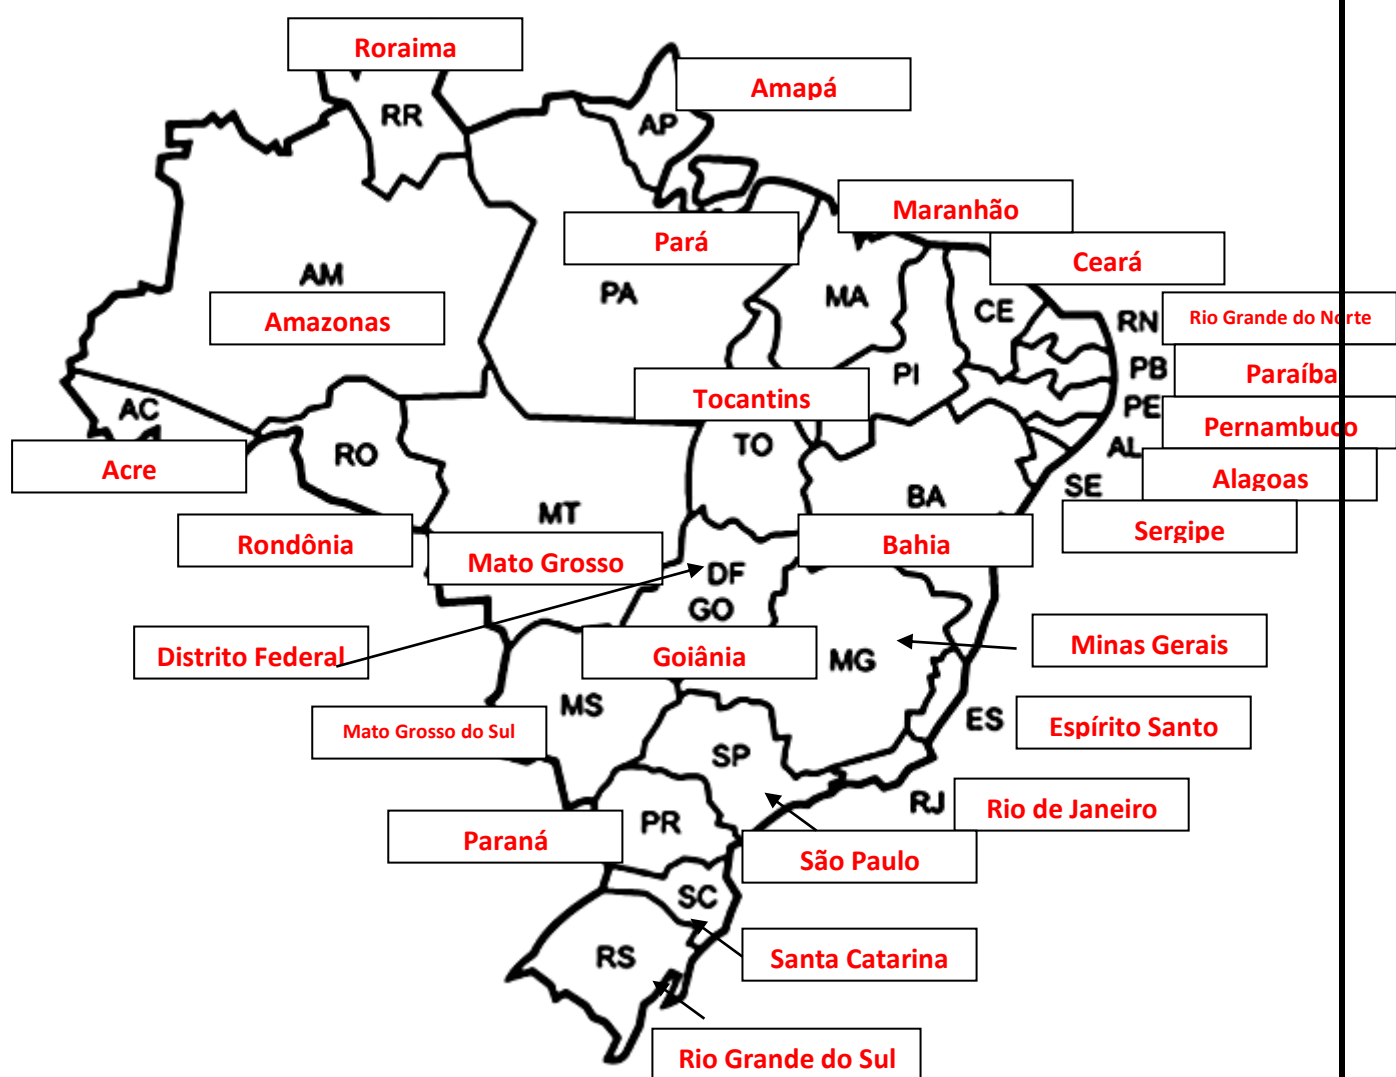 Roraima
Amapá
RR
AP
Maranhão
Pará
Ceará
AM
PA
MA
CE
RN
Rio Grande do Norte
Amazonas
PI
PB
Paraíba
AC
Tocantins
PE
Pernambuco
RO
TO
AL
Acre
Alagoas
SE
BA
MT
Sergipe
Rondônia
Mato Grosso
Bahia
DF
GO
Distrito Federal
Goiânia
MG
Minas Gerais
MS
ES
Espírito Santo
Mato Grosso do Sul
SP
RJ
Rio de Janeiro
PR
Paraná
São Paulo
SC
RS
Santa Catarina
Rio Grande do Sul